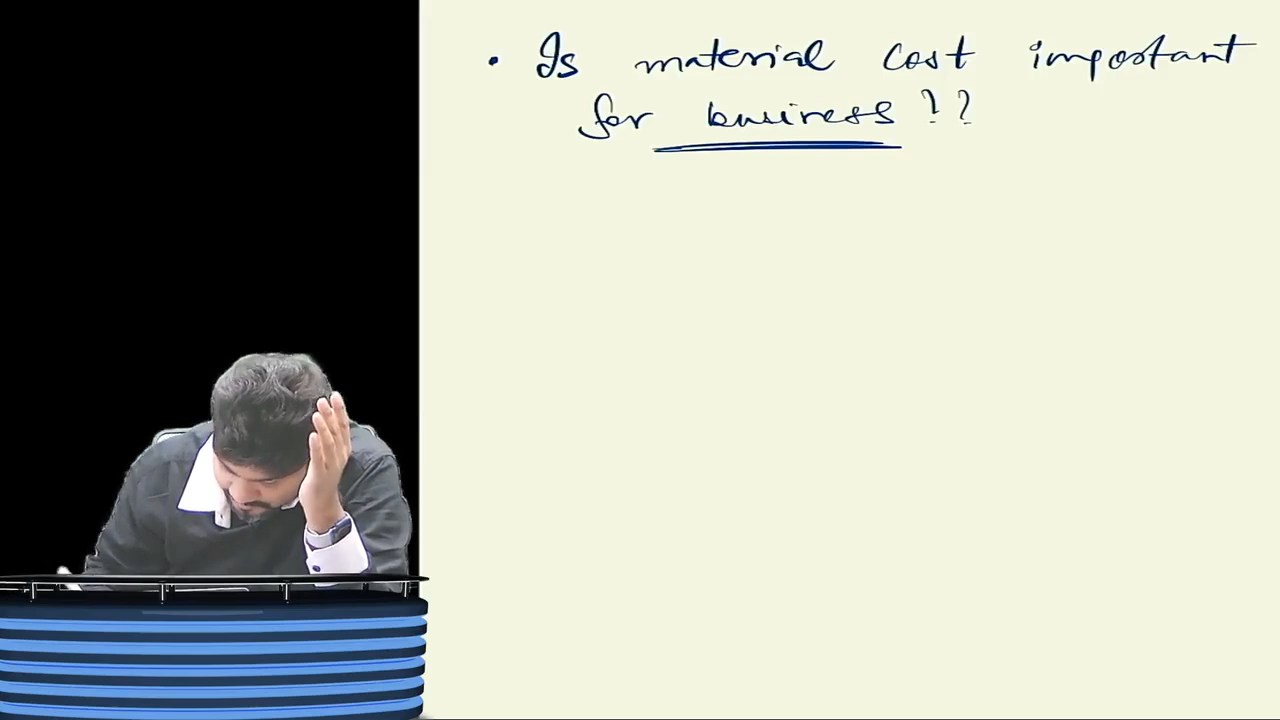 • Is material cost important
for business ??